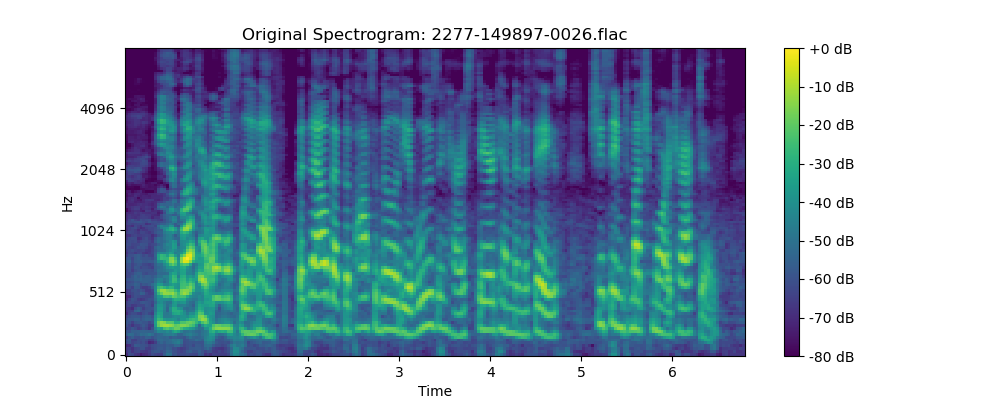 Original Spectrogram: 2277-149897-0026.flac
Hz
4096
2048
1024
512
0
0 1 2 3 4 5 6
Time
+0 dB
-10 dB
-20 dB
-30 dB
-40 dB
-50 dB
-60 dB
-70 dB
-80 dB